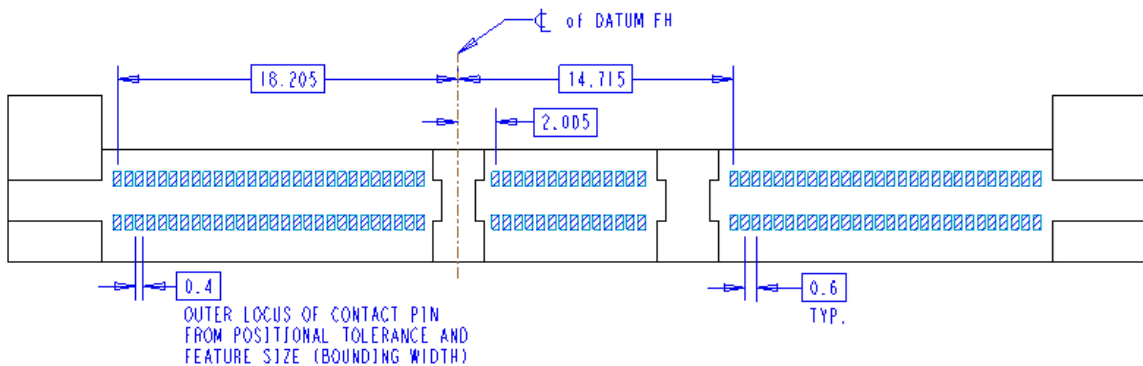 ℄ of DATUM FH
18.205
14.715
2.005
0.4
OUTER LOCUS OF CONTACT PIN
FROM POSITIONAL TOLERANCE AND
FEATURE SIZE (BOUNDING WIDTH)
0.6
TYP.